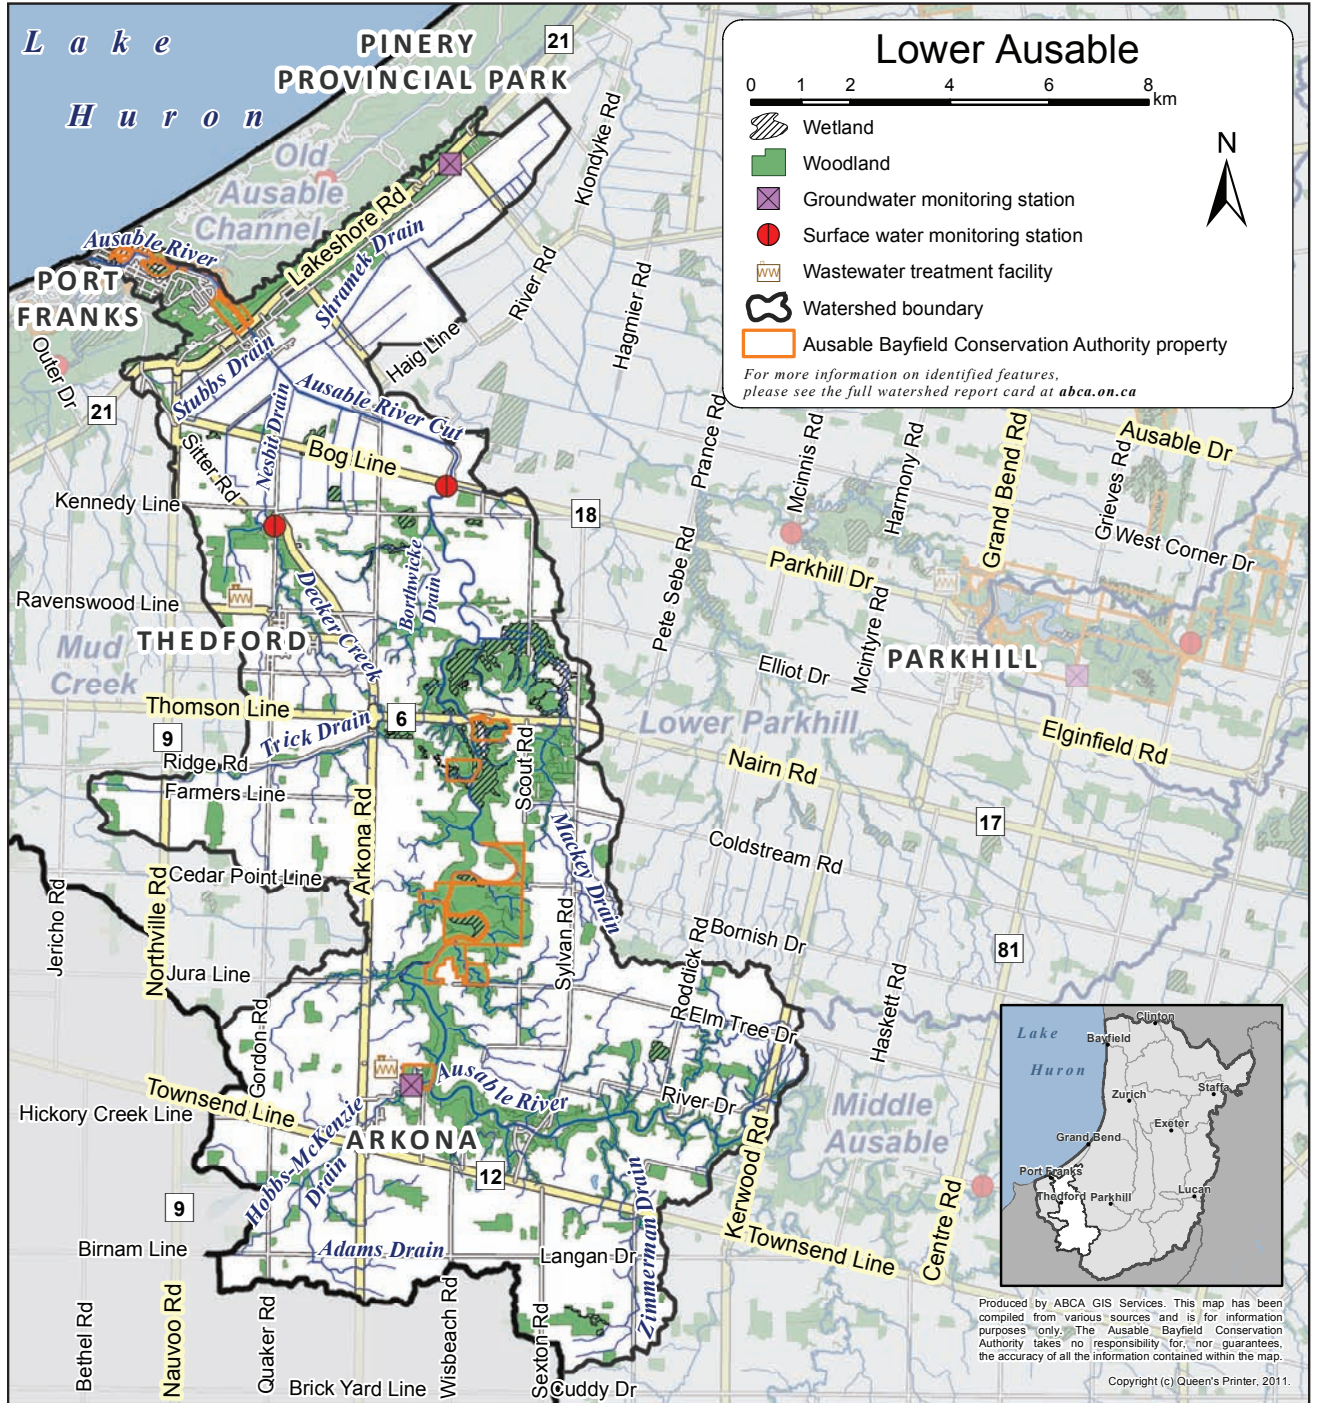 Lake
Huron
PINERY
PROVINCIAL PARK
21
Old
Ausable
Channel
Ausable River
PORT
FRANKS
Lakeshore Rd
Shramek Drain
Klondyke Rd
River Rd
Hagmier Rd
Haig Line
Outer Dr
21
Stubbs Drain
Nesbit Drain
Ausable River Cut
Bog Line
Sitter Rd
Kennedy Line
18
Lower Ausable
0 1 2 4 6 8 km
Wetland
Woodland
Groundwater monitoring station
Surface water monitoring station
Wastewater treatment facility
Watershed boundary
Ausable Bayfield Conservation Authority property
For more information on identified features,
please see the full watershed report card at abca.on.ca
N
Prance Rd
Mcinnis Rd
Harmony Rd
Grand Bend Rd
Grieves Rd
Ausable Dr
West Corner Dr
Parkhill Dr
Pete Sebe Rd
Mcintyre Rd
Elliot Dr
PARKHILL
Elginfield Rd
Lower Parkhill
Nairn Rd
17
Coldstream Rd
Bornish Dr
81
Ravenswood Line
THEDFORD
Decker Creek
Borthwicke
Drain
Mud
Creek
Thomson Line
6
9
Trick Drain
Ridge Rd
Farmers Line
Scout Rd
Arkona Rd
Mackey Drain
Cedar Point Line
Jericho Rd
Northville Rd
Jura Line
Sylvan Rd
Roddick Rd
Elm Tree Dr
Haskett Rd
Gordon Rd
Townsend Line
Hickory Creek Line
Ausable River
River Dr
Middle
Ausable
ARKONA
Hobbs-McKenzie
Drain
12
9
Kerwood Rd
Zimmerman Drain
Townsend Line
Centre Rd
Birnam Line
Adams Drain
Langan Dr
Bethel Rd
Nauvoo Rd
Quaker Rd
Brick Yard Line
Wisbeach Rd
Sexton Rd
Cuddy Dr
Lake
Huron
Clinton
Bayfield
Staffa
Zurich
Exeter
Grand Bend
Port Franks
Thedford
Parkhill
Lucan
Produced by ABCA GIS Services. This map has been
compiled from various sources and is for information
purposes only. The Ausable Bayfield Conservation
Authority takes no responsibility for, nor guarantees,
the accuracy of all the information contained within the map.
Copyright (c) Queen's Printer, 2011.